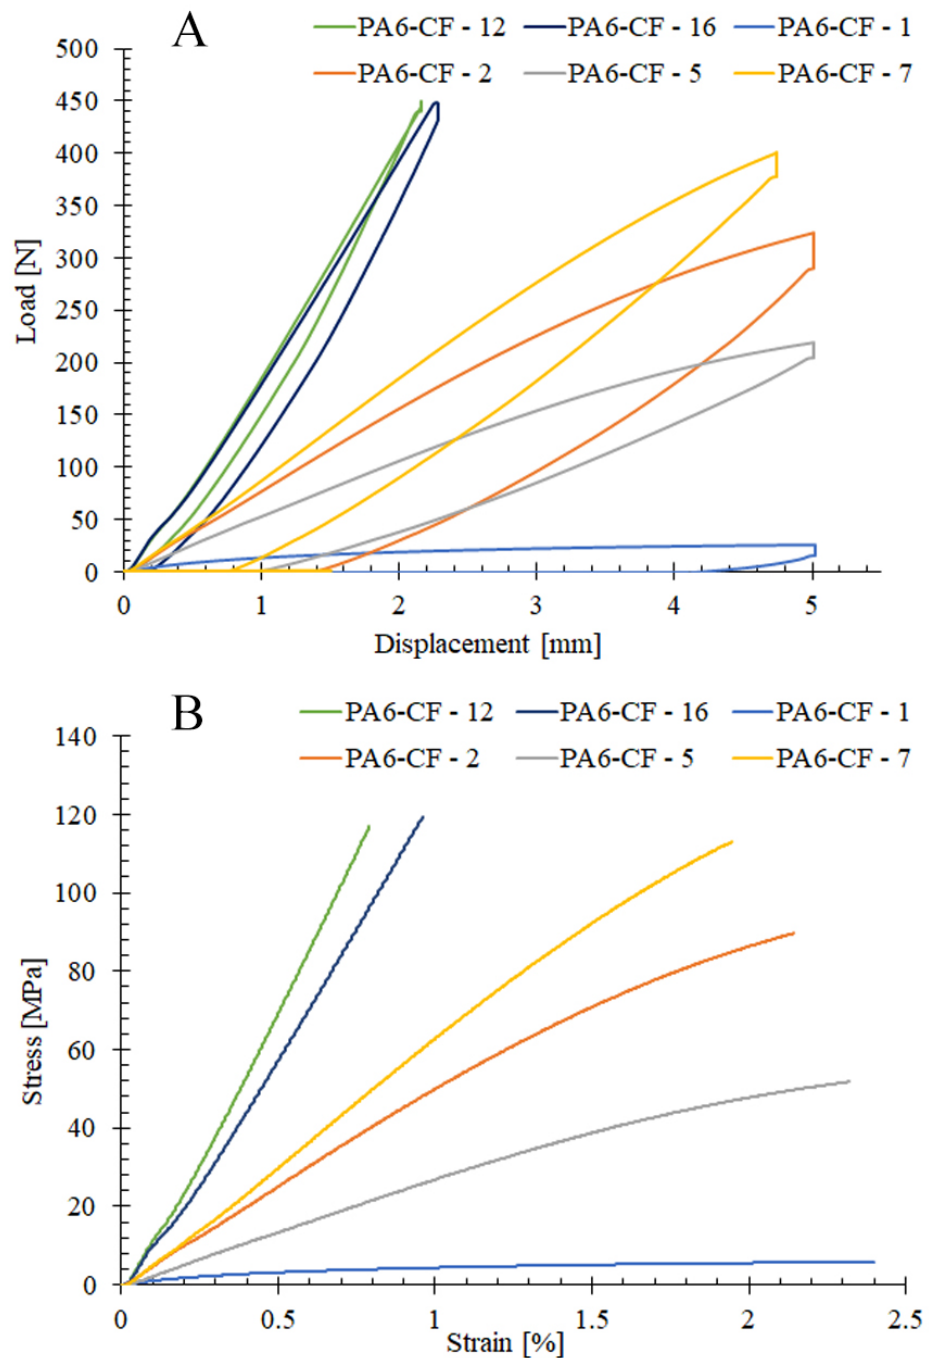 A
PA6-CF - 12 PA6-CF - 16 PA6-CF - 1
PA6-CF - 2 PA6-CF - 5 PA6-CF - 7
500
450
400
350
300
250
200
150
100
50
0
Load [N]
0 1 2 3 4 5
Displacement [mm]
B
PA6-CF - 12 PA6-CF - 16 PA6-CF - 1
PA6-CF - 2 PA6-CF - 5 PA6-CF - 7
140
120
100
80
60
40
20
0
Stress [MPa]
0 0.5 1 1.5 2 2.5
Strain [%]